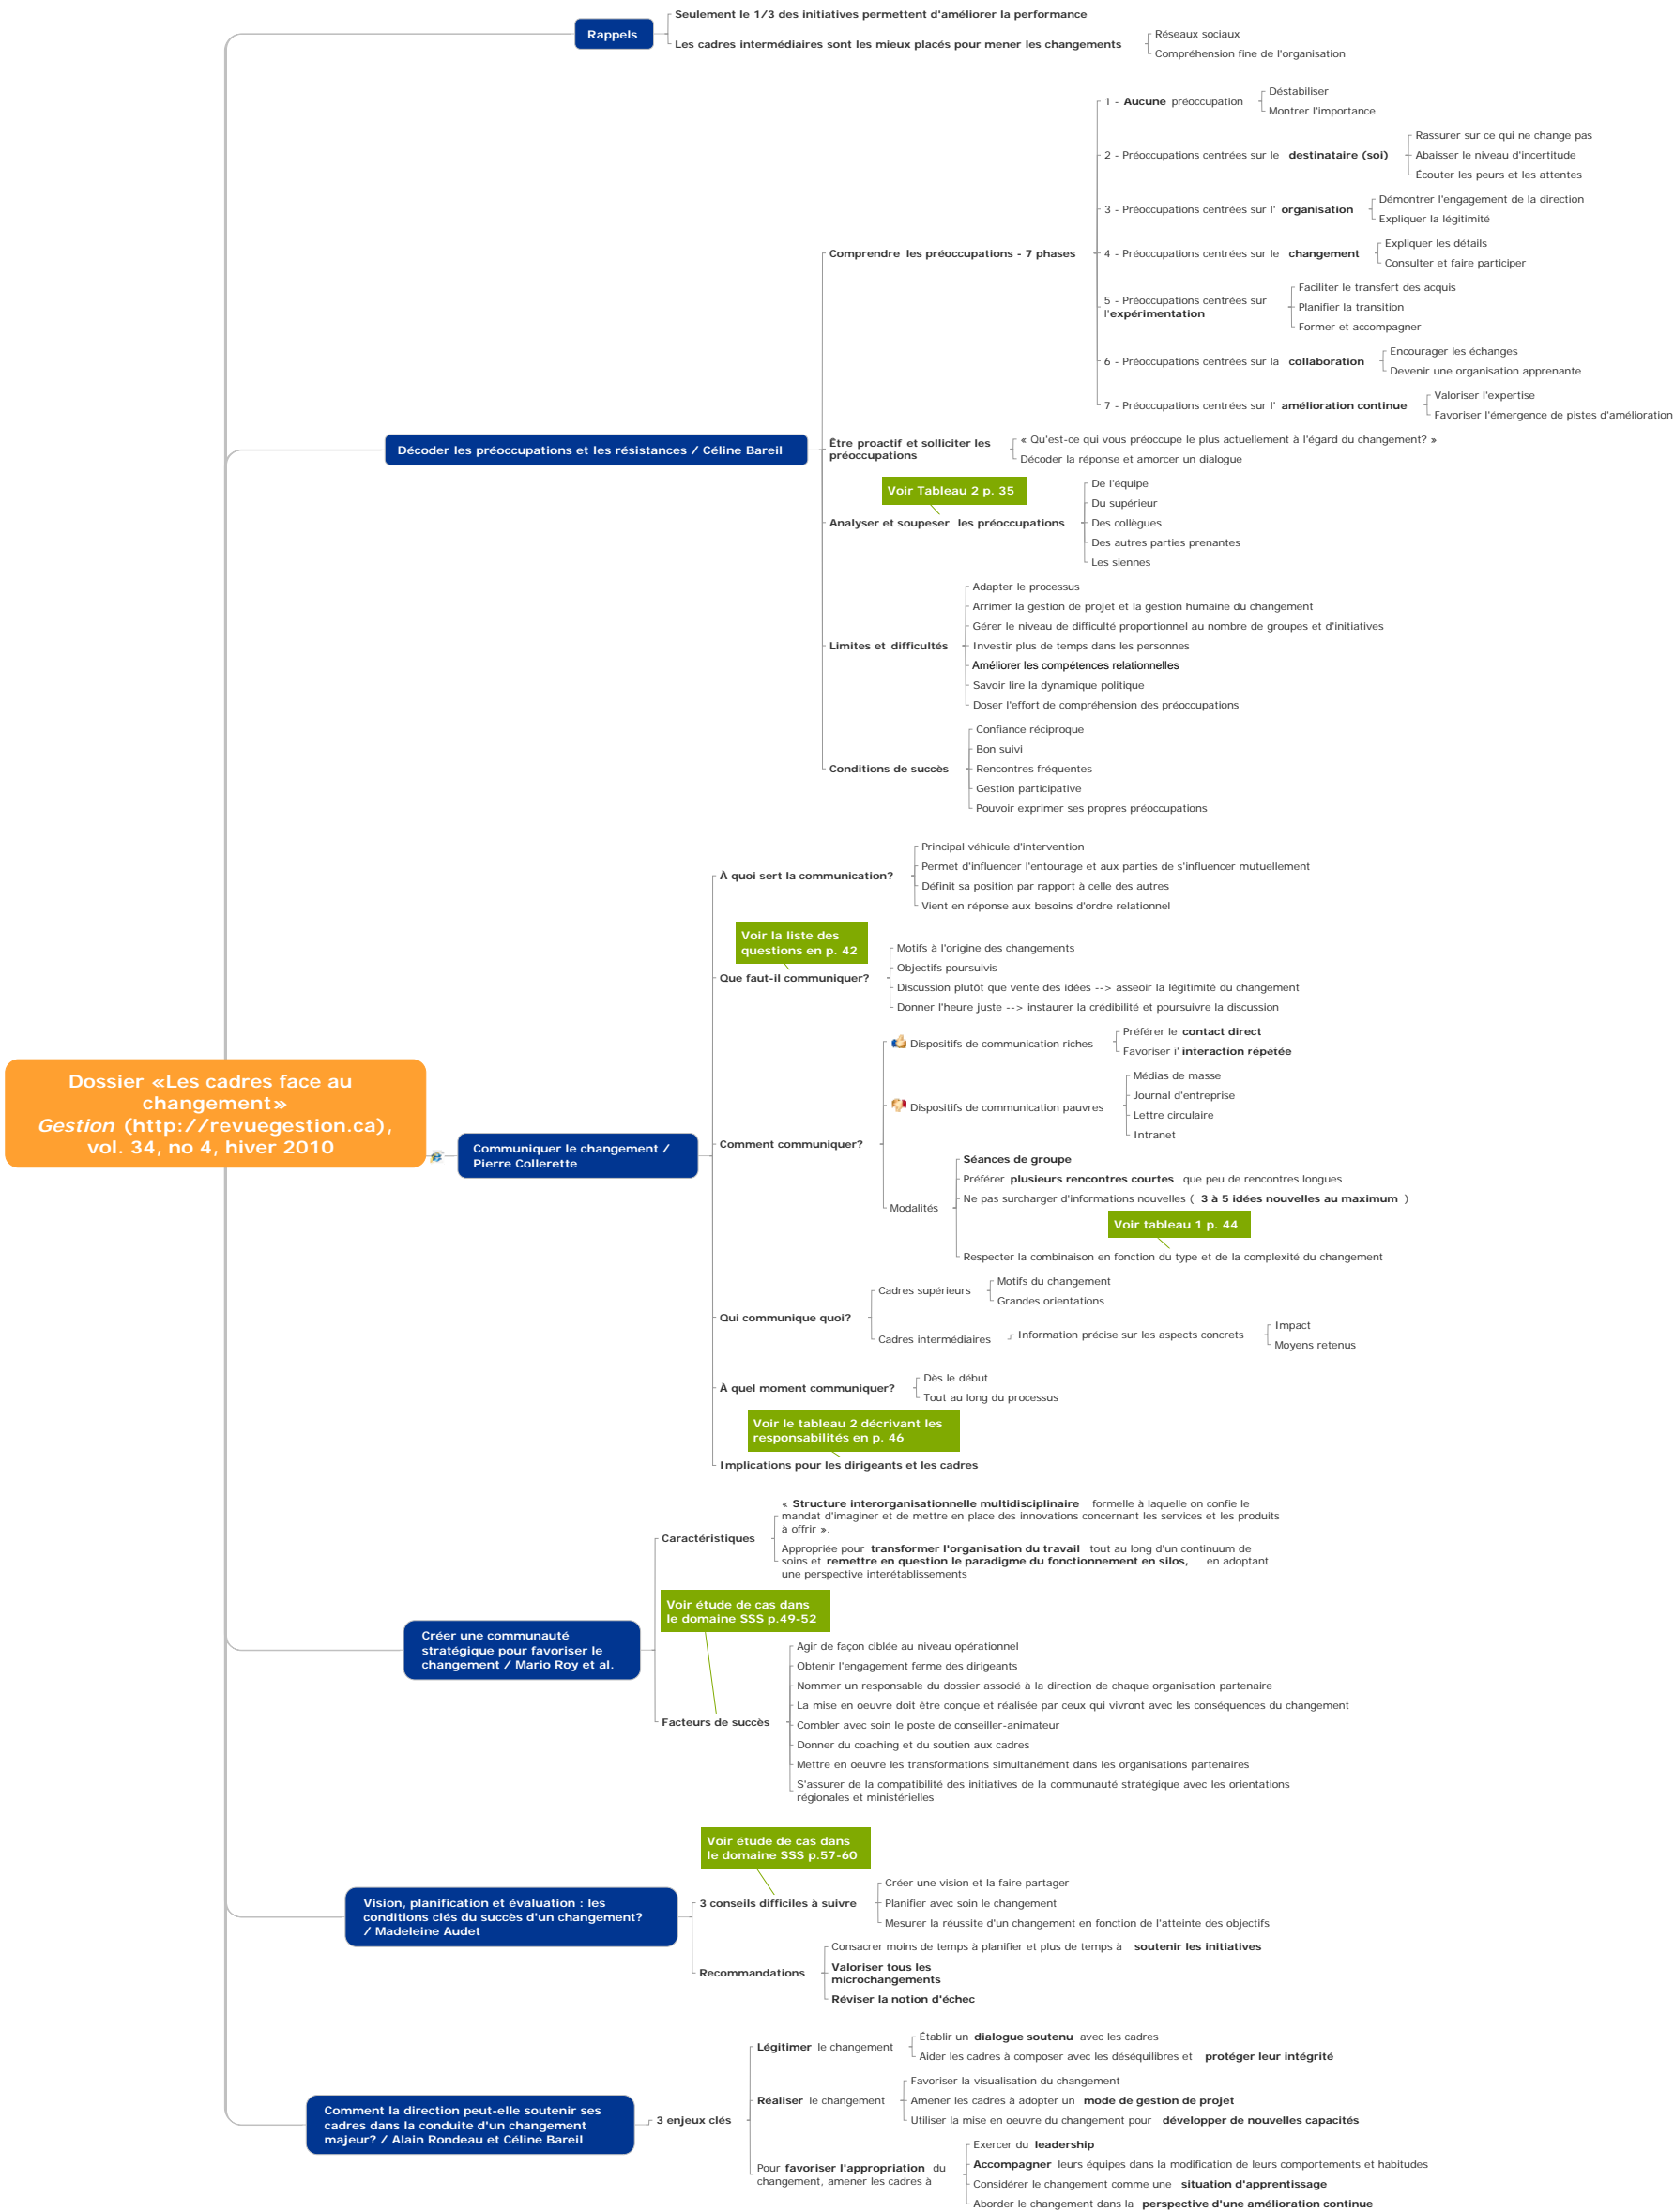 Rappels
Seulement le 1/3 des initiatives permettent d'améliorer la performance
Les cadres intermédiaires sont les mieux placés pour mener les changements
Réseaux sociaux
Compréhension fine de l'organisation
Décoder les préoccupations et les résistances / Céline Bareil
Comprendre les préoccupations - 7 phases
1 - Aucune préoccupation
Déstabiliser
Montrer l'importance
2 - Préoccupations centrées sur le destinataire (soi)
Rassurer sur ce qui ne change pas
Abaisser le niveau d'incertitude
Écouter les peurs et les attentes
3 - Préoccupations centrées sur l' organisation
Démontrer l'engagement de la direction
Expliquer la légitimité
4 - Préoccupations centrées sur le changement
Expliquer les détails
Consulter et faire participer
5 - Préoccupations centrées sur
l'expérimentation
Faciliter le transfert des acquis
Planifier la transition
Former et accompagner
6 - Préoccupations centrées sur la collaboration
Encourager les échanges
Devenir une organisation apprenante
7 - Préoccupations centrées sur l' amélioration continue
Valoriser l'expertise
Favoriser l'émergence de pistes d'amélioration
Être proactif et solliciter les
préoccupations
« Qu'est-ce qui vous préoccupe le plus actuellement à l'égard du changement? »
Décoder la réponse et amorcer un dialogue
Voir Tableau 2 p. 35
Analyser et soupeser les préoccupations
De l'équipe
Du supérieur
Des collègues
Des autres parties prenantes
Les siennes
Limites et difficultés
Adapter le processus
Arrimer la gestion de projet et la gestion humaine du changement
Gérer le niveau de difficulté proportionnel au nombre de groupes et d'initiatives
Investir plus de temps dans les personnes
Améliorer les compétences relationnelles
Savoir lire la dynamique politique
Doser l'effort de compréhension des préoccupations
Conditions de succès
Confiance réciproque
Bon suivi
Rencontres fréquentes
Gestion participative
Pouvoir exprimer ses propres préoccupations
Dossier «Les cadres face au
changement»
Gestion (http://revuegestion.ca),
vol. 34, no 4, hiver 2010
Communiquer le changement /
Pierre Collerette
À quoi sert la communication?
Principal véhicule d'intervention
Permet d'influencer l'entourage et aux parties de s'influencer mutuellement
Définit sa position par rapport à celle des autres
Vient en réponse aux besoins d'ordre relationnel
Voir la liste des
questions en p. 42
Que faut-il communiquer?
Motifs à l'origine des changements
Objectifs poursuivis
Discussion plutôt que vente des idées --> asseoir la légitimité du changement
Donner l'heure juste --> instaurer la crédibilité et poursuivre la discussion
Comment communiquer?
Dispositifs de communication riches
Préférer le contact direct
Favoriser l' interaction répétée
Dispositifs de communication pauvres
Médias de masse
Journal d'entreprise
Lettre circulaire
Intranet
Modalités
Séances de groupe
Préférer plusieurs rencontres courtes que peu de rencontres longues
Ne pas surcharger d'informations nouvelles ( 3 à 5 idées nouvelles au maximum )
Voir tableau 1 p. 44
Respecter la combinaison en fonction du type et de la complexité du changement
Qui communique quoi?
Cadres supérieurs
Motifs du changement
Grandes orientations
Cadres intermédiaires
Information précise sur les aspects concrets
Impact
Moyens retenus
À quel moment communiquer?
Dès le début
Tout au long du processus
Voir le tableau 2 décrivant les
responsabilités en p. 46
Implications pour les dirigeants et les cadres
Créer une communauté
stratégique pour favoriser le
changement / Mario Roy et al.
Caractéristiques
« Structure interorganisationnelle multidisciplinaire formelle à laquelle on confie le
mandat d'imaginer et de mettre en place des innovations concernant les services et les produits
à offrir ».
Appropriée pour transformer l'organisation du travail tout au long d'un continuum de
soins et remettre en question le paradigme du fonctionnement en silos, en adoptant
une perspective interétablissements
Voir étude de cas dans
le domaine SSS p.49-52
Facteurs de succès
Agir de façon ciblée au niveau opérationnel
Obtenir l'engagement ferme des dirigeants
Nommer un responsable du dossier associé à la direction de chaque organisation partenaire
La mise en oeuvre doit être conçue et réalisée par ceux qui vivront avec les conséquences du changement
Combler avec soin le poste de conseiller-animateur
Donner du coaching et du soutien aux cadres
Mettre en oeuvre les transformations simultanément dans les organisations partenaires
S'assurer de la compatibilité des initiatives de la communauté stratégique avec les orientations
régionales et ministérielles
Vision, planification et évaluation : les
conditions clés du succès d'un changement?
/ Madeleine Audet
Voir étude de cas dans
le domaine SSS p.57-60
3 conseils difficiles à suivre
Créer une vision et la faire partager
Planifier avec soin le changement
Mesurer la réussite d'un changement en fonction de l'atteinte des objectifs
Recommandations
Consacrer moins de temps à planifier et plus de temps à soutenir les initiatives
Valoriser tous les
microchangements
Réviser la notion d'échec
Comment la direction peut-elle soutenir ses
cadres dans la conduite d'un changement
majeur? / Alain Rondeau et Céline Bareil
3 enjeux clés
Légitimer le changement
Établir un dialogue soutenu avec les cadres
Aider les cadres à composer avec les déséquilibres et protéger leur intégrité
Réaliser le changement
Favoriser la visualisation du changement
Amener les cadres à adopter un mode de gestion de projet
Utiliser la mise en oeuvre du changement pour développer de nouvelles capacités
Pour favoriser l'appropriation du
changement, amener les cadres à
Exercer du leadership
Accompagner leurs équipes dans la modification de leurs comportements et habitudes
Considérer le changement comme une situation d'apprentissage
Aborder le changement dans la perspective d'une amélioration continue